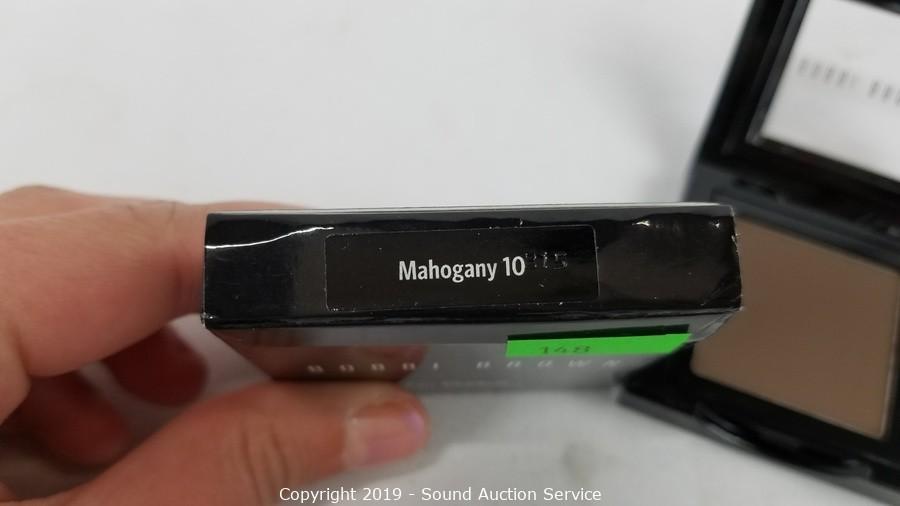 Mahogany 10
148
BOBBI BROWN
Copyright 2019 - Sound Auction Service